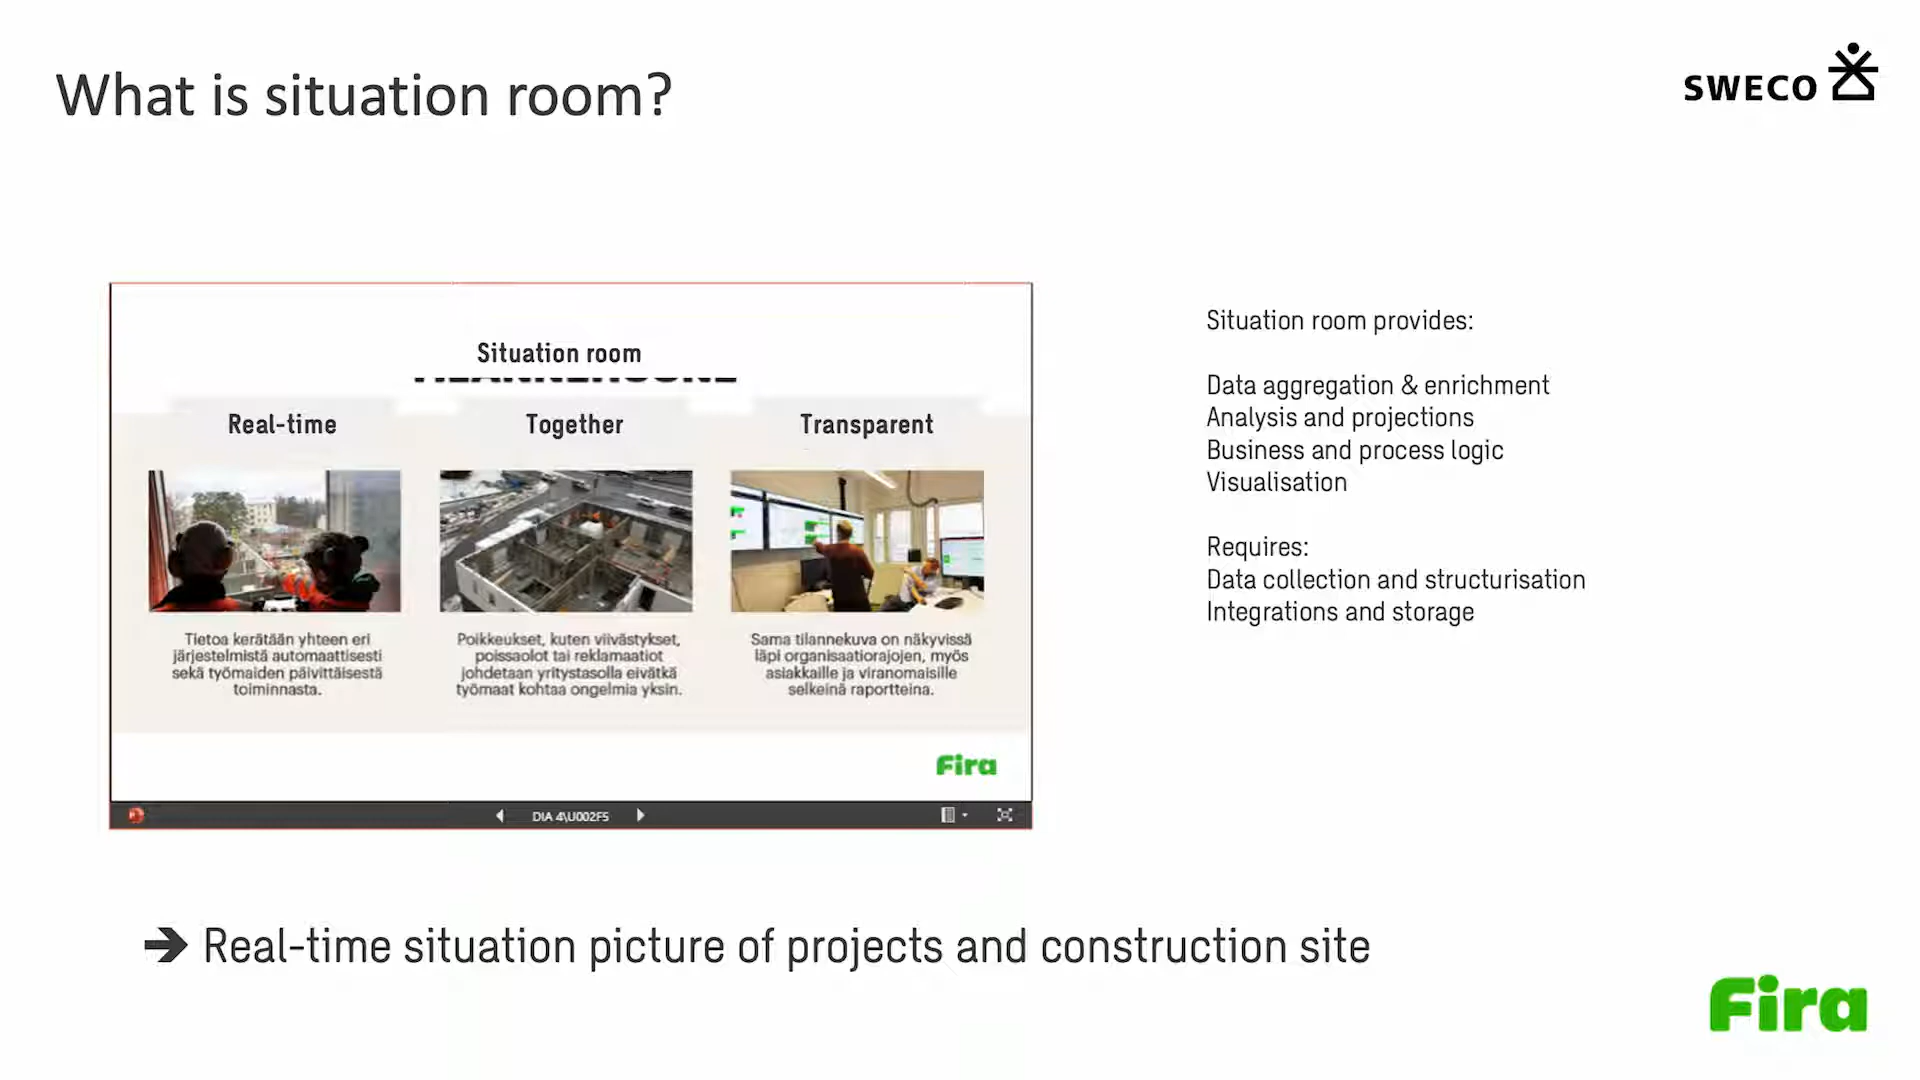 What is situation room?
SWECO
Situation room
Real-time
Together
Transparent
Tietoa kerätään yhteen eri
järjestelmistä automaattisesti
sekä työmaiden päivittäisestä
toiminnasta.
Poikkeukset, kuten viivästykset,
poissaolot tai reklamaatiot
johdetaan yritystasolla eivätkä
työmaat kohtaa ongelmia yksin.
Sama tilannekuva on näkyvissä
läpi organisaatiorajojen, myös
asiakkaille ja viranomaisille
selkeinä raportteina.
Fira
DIA 4\U002F5
Situation room provides:
Data aggregation & enrichment
Analysis and projections
Business and process logic
Visualisation
Requires:
Data collection and structurisation
Integrations and storage
→ Real-time situation picture of projects and construction site
Fira